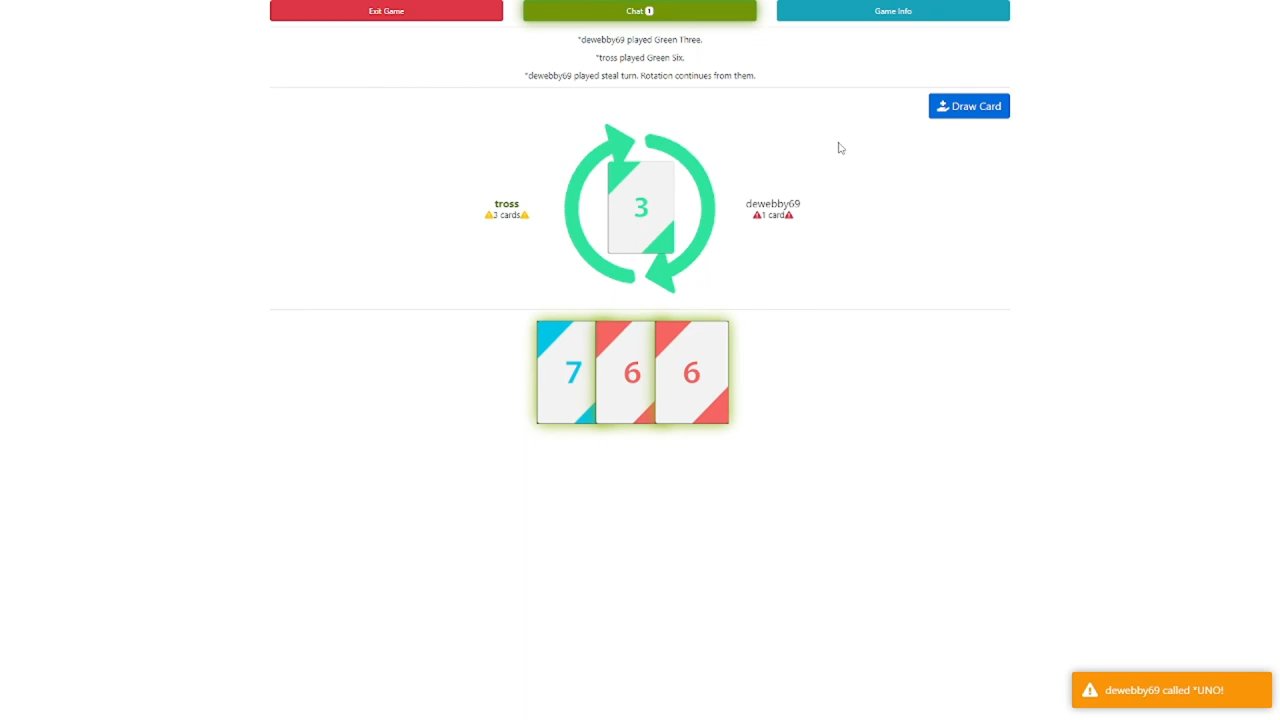 Exit Game
Chat 1
Game Info
*dewebby69 played Green Three.
*tross played Green Six.
*dewebby69 played steal turn. Rotation continues from them.
Draw Card
tross
3 cards
3
dewebby69
1 card
7
6
6
dewebby69 called *UNO!